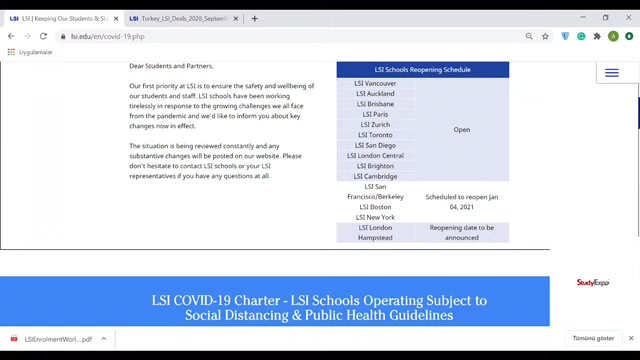 LSI | Keeping Our Students & Sta
Turkey_LSI_Deals_2020_Septembe
lsi.edu/en/covid-19.php
Uygulamalar
Dear Students and Partners,
Our first priority at LSI is to ensure the safety and wellbeing of
our students and staff. LSI schools have been working
tirelessly in response to the growing challenges we all face
from the pandemic and we'd like to inform you about key
changes now in effect.
The situation is being reviewed constantly and any
substantive changes will be posted on our website. Please
don't hesitate to contact LSI schools or your LSI
representatives if you have any questions at all.
LSI Schools Reopening Schedule
LSI Vancouver
LSI Auckland
LSI Brisbane
LSI Paris
LSI Zurich
LSI Toronto
LSI San Diego
LSI London Central
LSI Brighton
LSI Cambridge
Open
LSI San
Francisco/Berkeley
LSI Boston
LSI New York
Scheduled to reopen Jan
04, 2021
LSI London
Hampstead
Reopening date to be
announced
StudyExpo
LSI COVID-19 Charter - LSI Schools Operating Subject to
Social Distancing & Public Health Guidelines
LSIEnrolmentWorl....pdf
Tümünü göster